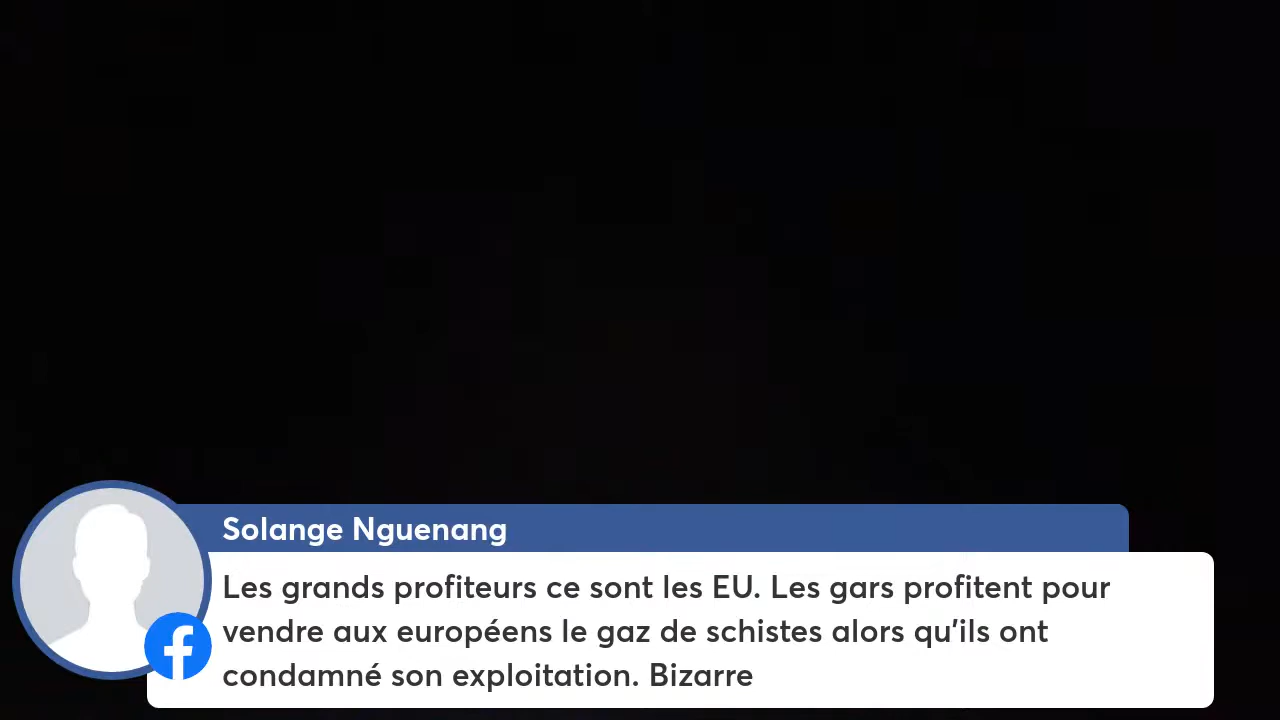 Solange Nguenang
Les grands profiteurs ce sont les EU. Les gars profitent pour
vendre aux européens le gaz de schistes alors qu'ils ont
condamné son exploitation. Bizarre